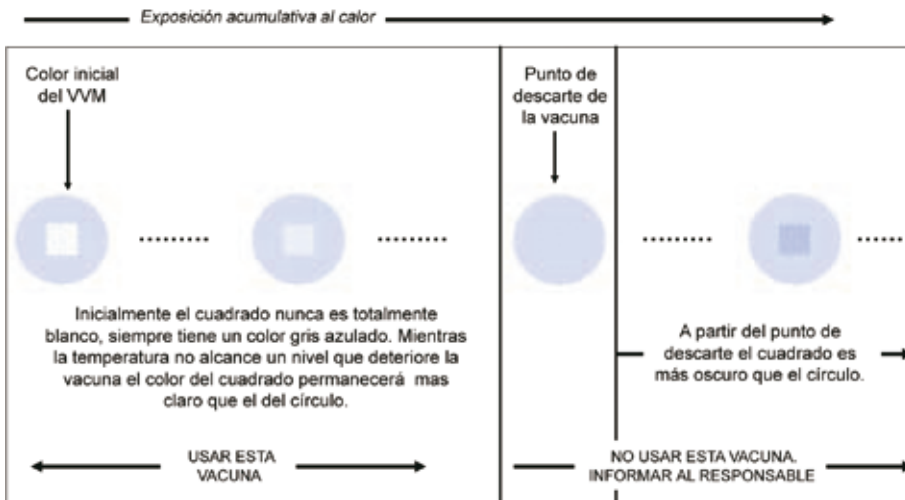 Exposición acumulativa al calor
Color inicial
del VVM
Punto de
descarte de
la vacuna
Inicialmente el cuadrado nunca es totalmente
blanco, siempre tiene un color gris azulado. Mientras
la temperatura no alcance un nivel que deteriore la
vacuna el color del cuadrado permanecerá mas
claro que el del círculo.
A partir del punto de
descarte el cuadrado es
más oscuro que el círculo.
USAR ESTA
VACUNA
NO USAR ESTA VACUNA.
INFORMAR AL RESPONSABLE